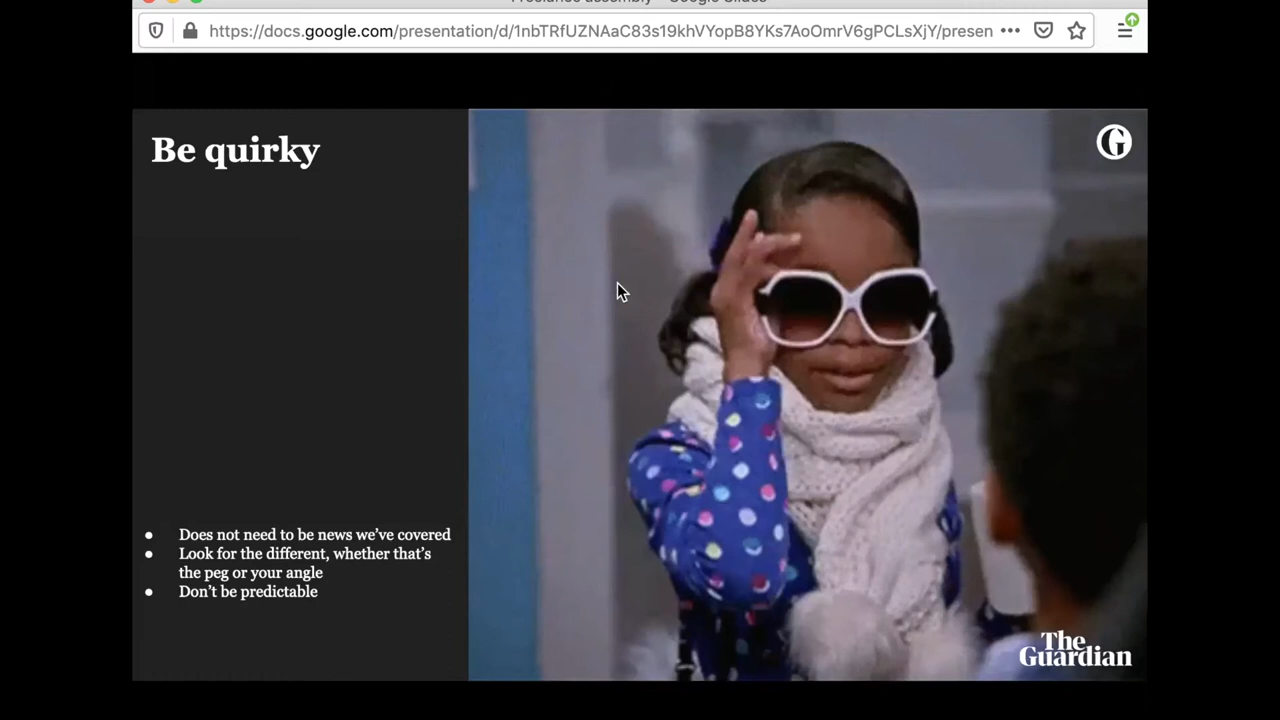 https://docs.google.com/presentation/d/1nbTRfUZNAaC83s19khVYopB8YKs7AoOmrV6gPCLsXjY/presen
Be quirky
G
● Does not need to be news we’ve covered
● Look for the different, whether that’s
the peg or your angle
● Don’t be predictable
The
Guardian